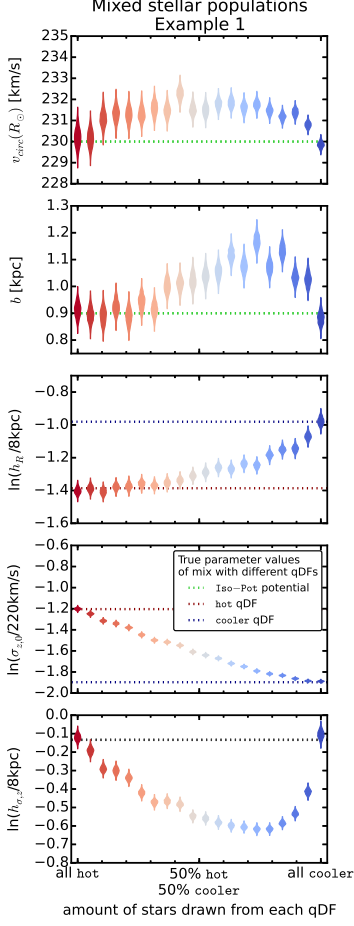 Mixed stellar populations
Example 1
235
234
233
232
231
230
229
228
v_circ(R_⊙) [km/s]
1.3
1.2
1.1
1.0
0.9
0.8
b [kpc]
−0.8
−1.0
−1.2
−1.4
−1.6
ln(h_R/8kpc)
−0.6
−0.8
−1.0
−1.2
−1.4
−1.6
−1.8
−2.0
ln(σ_z,0/220km/s)
True parameter values
of mix with different qDFs
Iso-Pot potential
hot qDF
cooler qDF
0.0
−0.1
−0.2
−0.3
−0.4
−0.5
−0.6
−0.7
−0.8
ln(h_σ,z/8kpc)
all hot
50% hot
50% cooler
all cooler
amount of stars drawn from each qDF